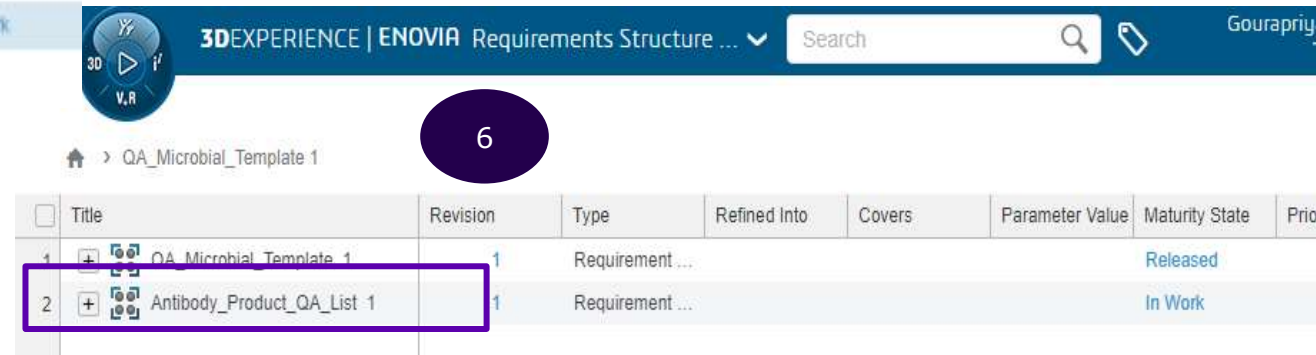 3DEXPERIENCE | ENOVIA Requirements Structure ... Search Gourapriy
3D i' V.R
6
QA_Microbial_Template 1
Title Revision Type Refined Into Covers Parameter Value Maturity State Prio
1 QA_Microbial_Template 1 1 Requirement ... Released
2 Antibody_Product_QA_List 1 1 Requirement ... In Work